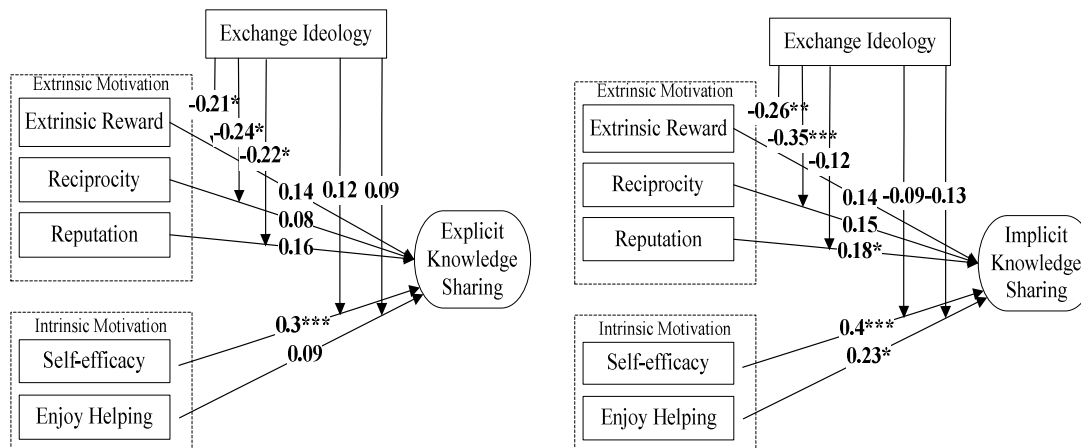 Exchange Ideology
Extrinsic Motivation
-0.21*
Extrinsic Reward
-0.24*
-0.22*
Reciprocity
0.14
0.12
0.09
0.08
Reputation
0.16
Explicit
Knowledge
Sharing
Intrinsic Motivation
0.3***
Self-efficacy
0.09
Enjoy Helping
Exchange Ideology
Extrinsic Motivation
-0.26**
Extrinsic Reward
-0.35***
-0.12
Reciprocity
0.14
-0.09
-0.13
0.15
Reputation
0.18*
Implicit
Knowledge
Sharing
Intrinsic Motivation
0.4***
Self-efficacy
0.23*
Enjoy Helping